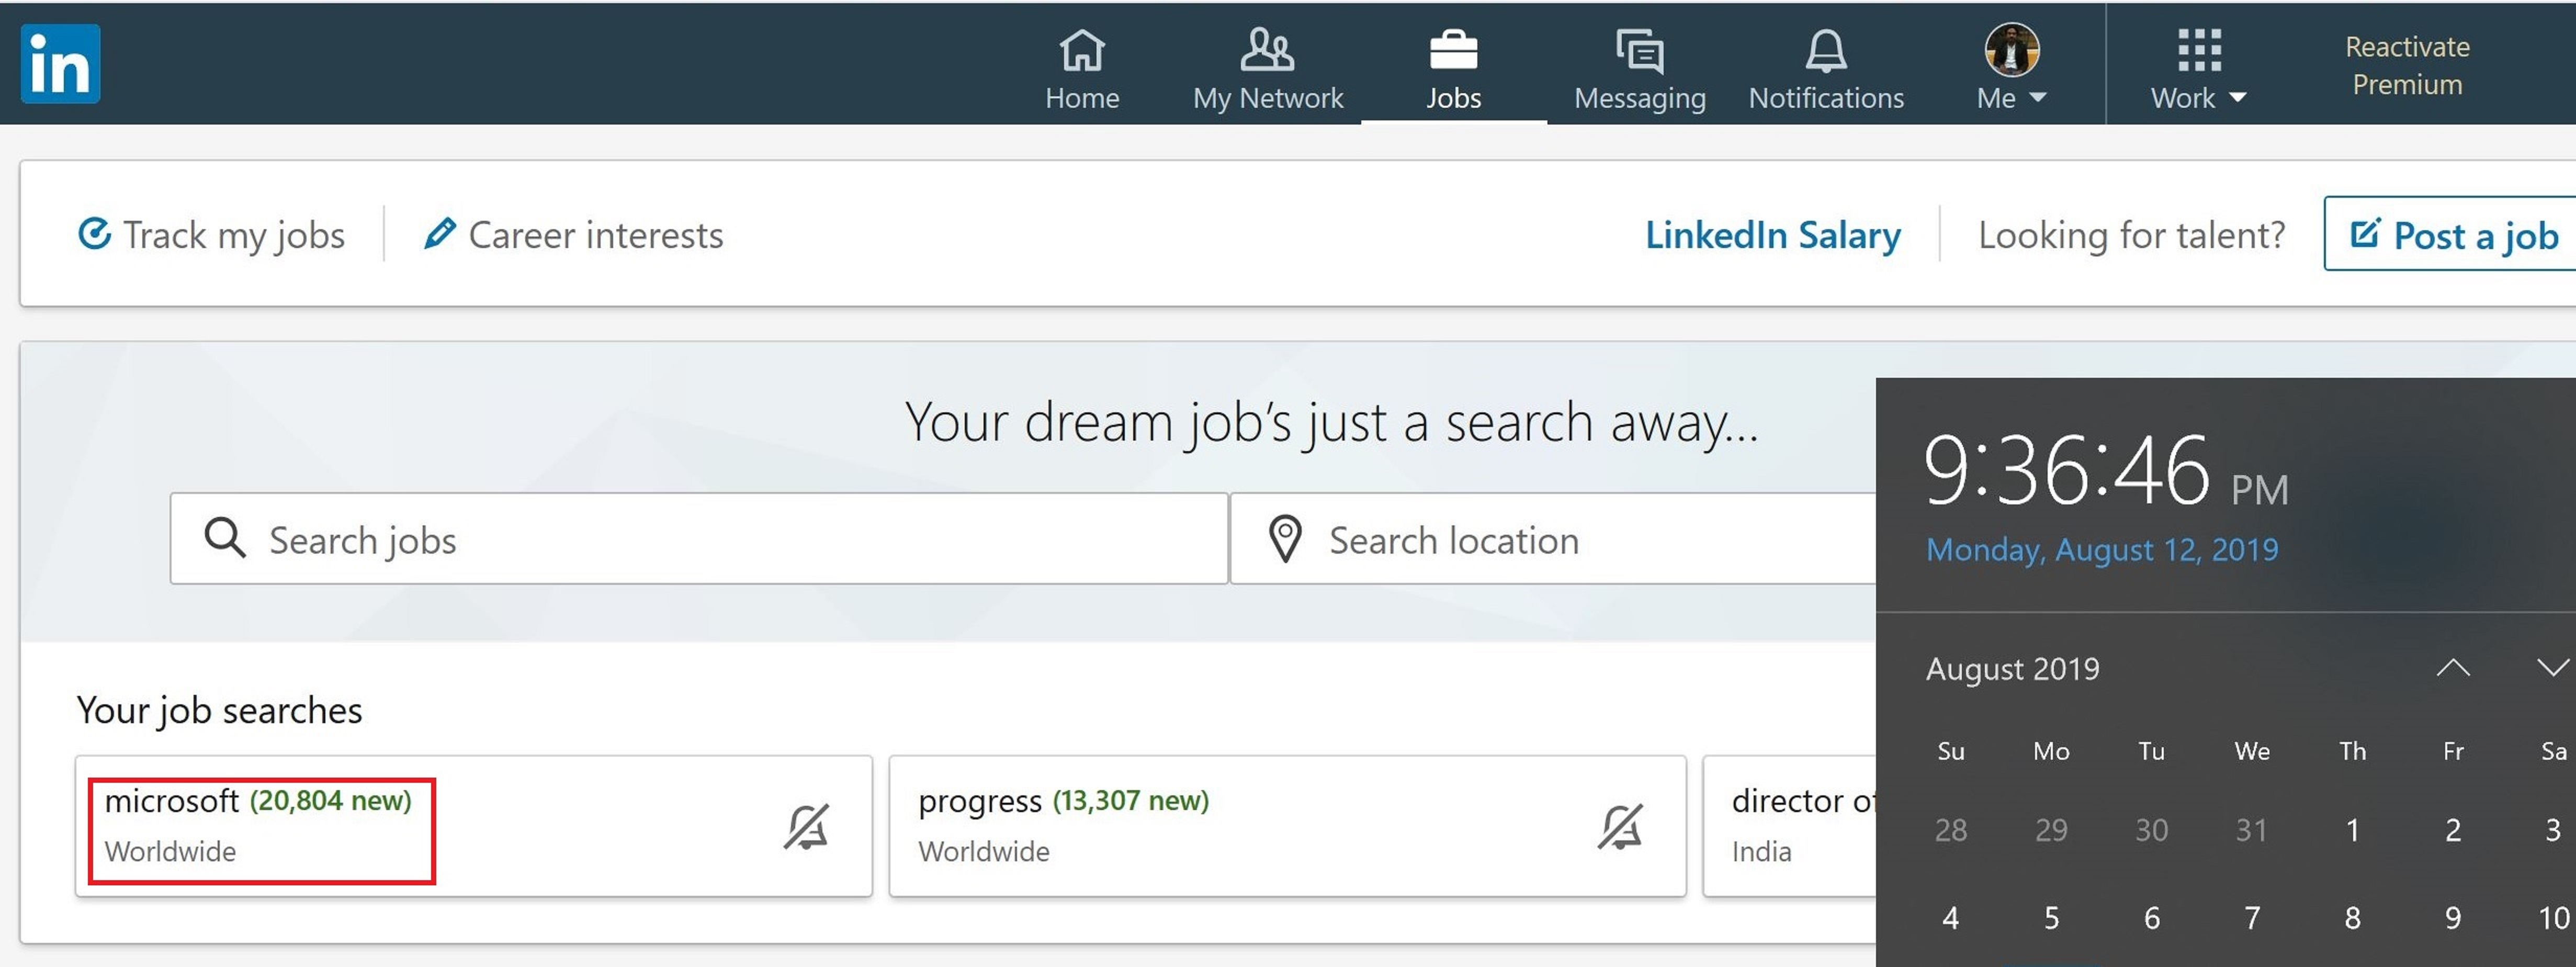 in
Home
My Network
Jobs
Messaging
Notifications
Me
Work
Reactivate
Premium
Track my jobs
Career interests
LinkedIn Salary
Looking for talent?
Post a job
Your dream job's just a search away...
Search jobs
Search location
9:36:46 PM
Monday, August 12, 2019
August 2019
Su Mo Tu We Th Fr Sa
28 29 30 31 1 2 3
4 5 6 7 8 9 10
Your job searches
microsoft (20,804 new)
Worldwide
progress (13,307 new)
Worldwide
director of
India